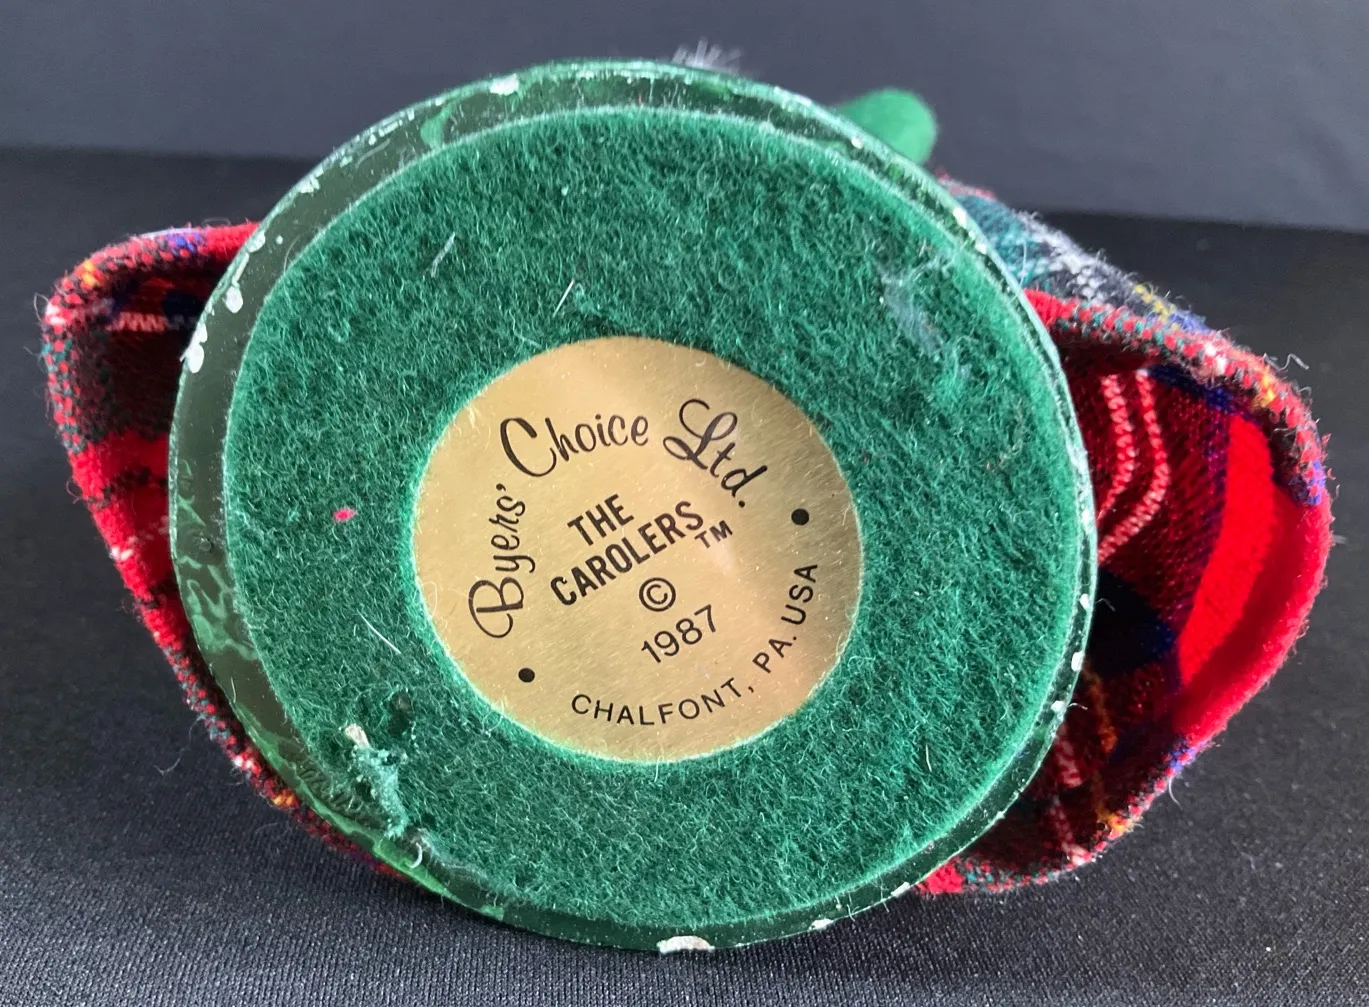 Byers' Choice Ltd.
THE
CAROLERS™
©
1987
• CHALFONT, PA. USA •